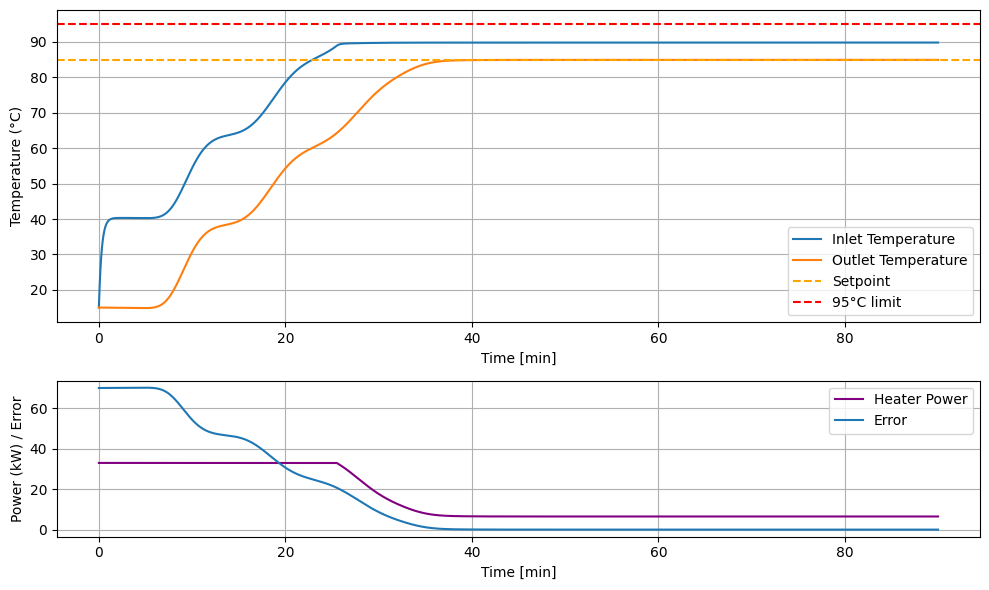 Temperature (°C)
90
80
70
60
50
40
30
20
Inlet Temperature
Outlet Temperature
Setpoint
95°C limit
0
20
40
60
80
Time [min]
Power (kW) / Error
60
40
20
0
Heater Power
Error
0
20
40
60
80
Time [min]